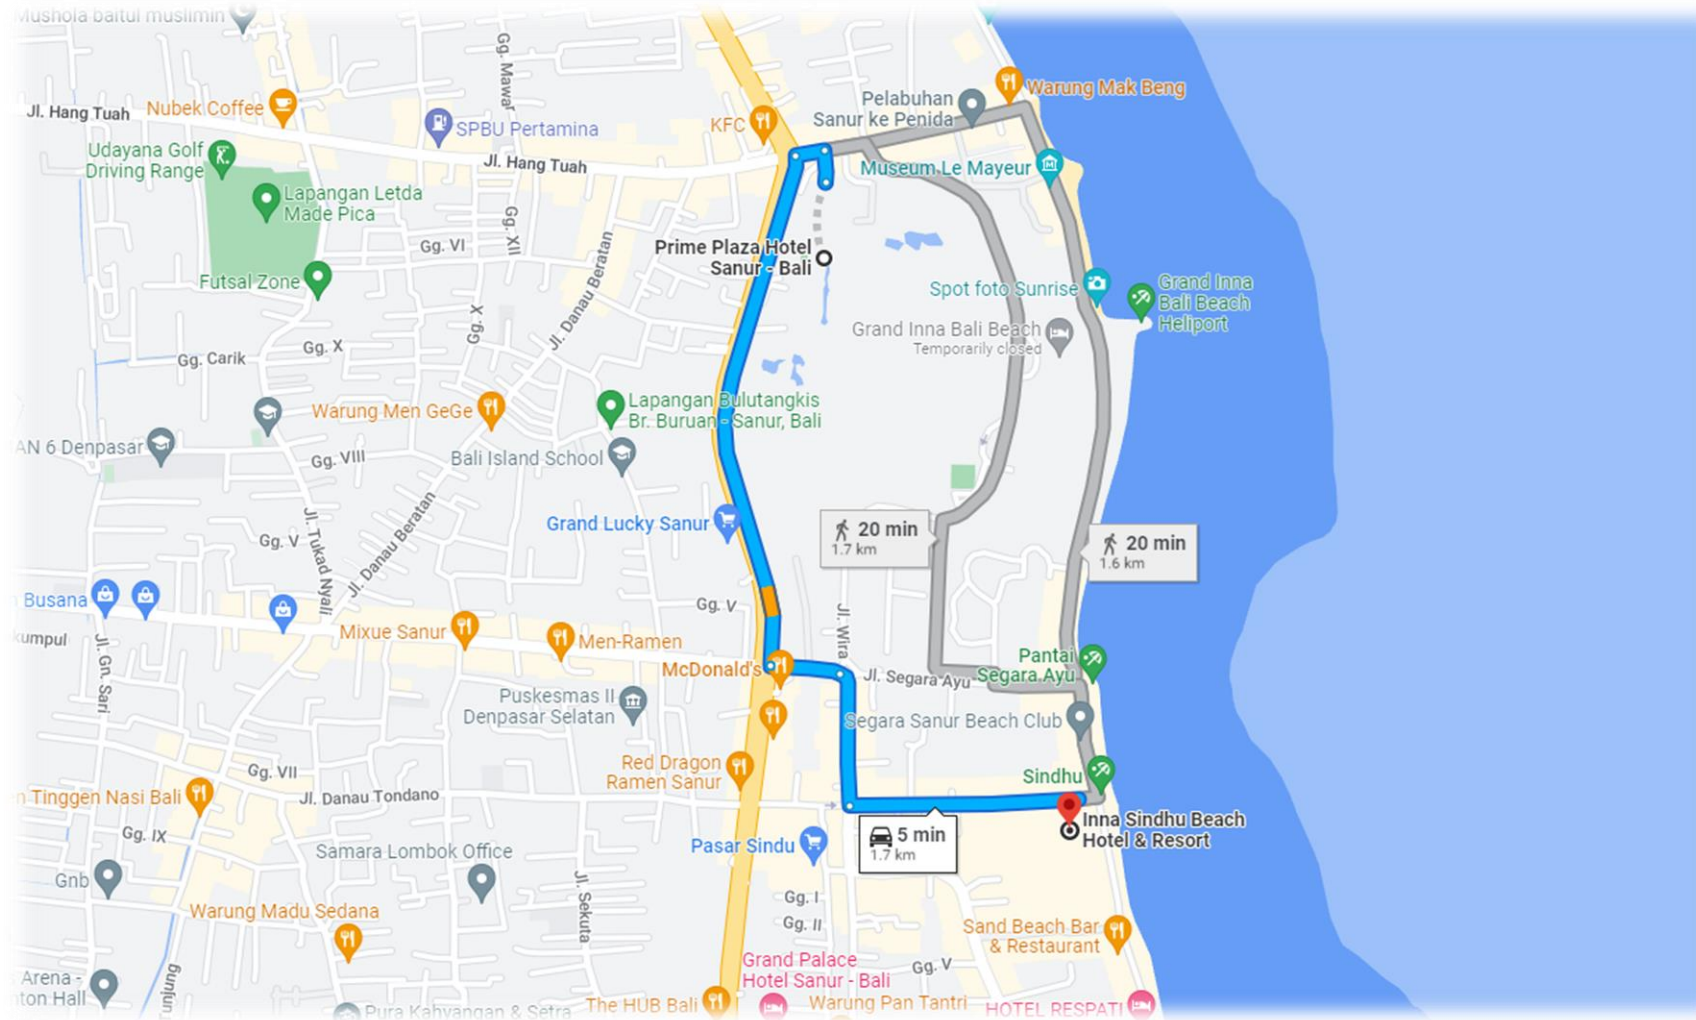 Mushola baitul muslimin
Gg. Mawar
Warung Mak Beng
Pelabuhan
Sanur ke Penida
Nubek Coffee
Jl. Hang Tuah
SPBU Pertamina
KFC
Udayana Golf
Driving Range
Jl. Hang Tuah
Museum Le Mayeur
Lapangan Letda
Made Pica
Gg. XII
Gg. VI
Prime Plaza Hotel
Sanur - Bali
Futsal Zone
Jl. Danau Beratan
Spot foto Sunrise
Grand Inna
Bali Beach
Heliport
Gg. X
Grand Inna Bali Beach
Temporarily closed
Gg. Carik
Gg. X
Warung Men GeGe
Lapangan Bulutangkis
Br. Buruan - Sanur, Bali
AN 6 Denpasar
Gg. VIII
Bali Island School
Grand Lucky Sanur
20 min
1.7 km
20 min
1.6 km
Gg. V
Jl. Tukad Nyali
Jl. Danau Beratan
Busana
Gg. V
Jl. Wira
Mixue Sanur
Men-Ramen
kumpul
Jl. Gn. Sari
McDonald's
Jl. Segara Ayu
Pantai
Segara Ayu
Puskesmas II
Denpasar Selatan
Segara Sanur Beach Club
Red Dragon
Ramen Sanur
Gg. VII
Sindhu
n Tinggen Nasi Bali
Jl. Danau Tondano
Inna Sindhu Beach
Hotel & Resort
Gg. IX
Pasar Sindu
5 min
1.7 km
Samara Lombok Office
Gnb
Jl. Sekuta
Gg. I
Gg. II
Warung Madu Sedana
Sand Beach Bar
& Restaurant
Grand Palace
Hotel Sanur - Bali
Gg. V
Arena -
ton Hall
The HUB Bali
Warung Pan Tantri
HOTEL RESPATI
Pura Kahyangan & Setra